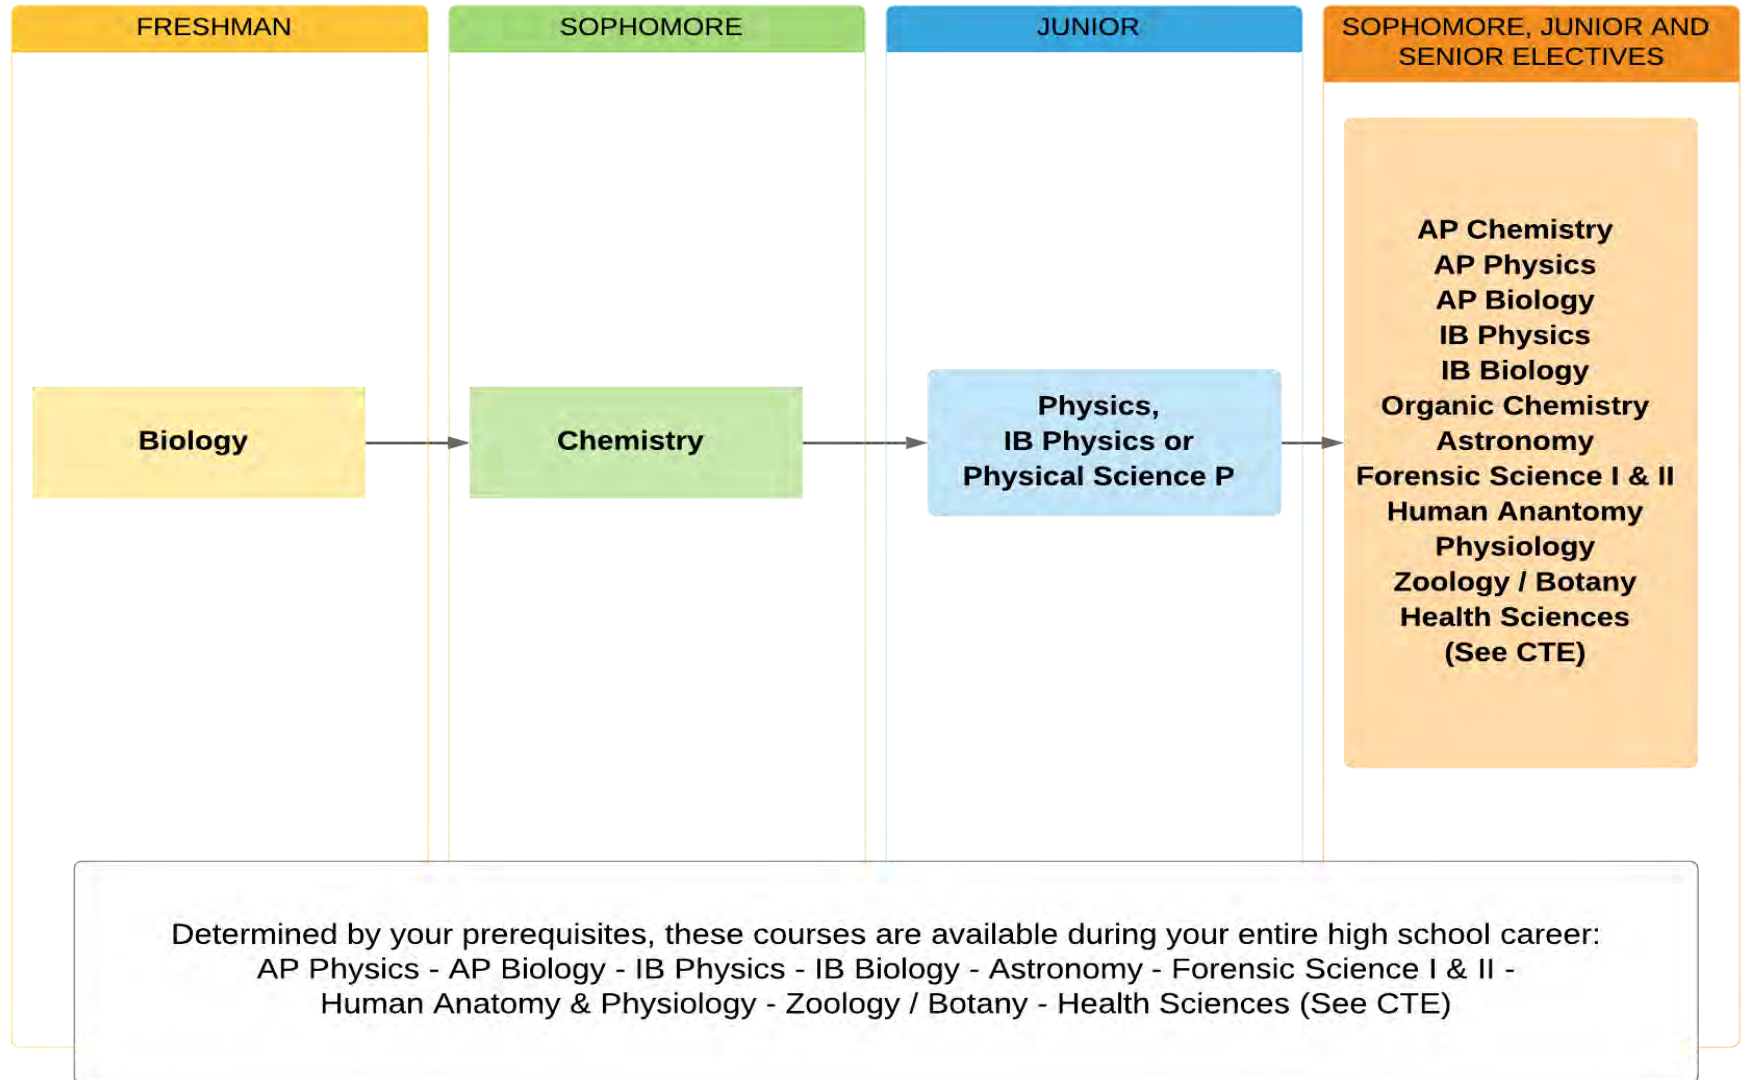 FRESHMAN
SOPHOMORE
JUNIOR
SOPHOMORE, JUNIOR AND
SENIOR ELECTIVES
Biology
Chemistry
Physics,
IB Physics or
Physical Science P
AP Chemistry
AP Physics
AP Biology
IB Physics
IB Biology
Organic Chemistry
Astronomy
Forensic Science I & II
Human Anantomy
Physiology
Zoology / Botany
Health Sciences
(See CTE)
Determined by your prerequisites, these courses are available during your entire high school career:
AP Physics - AP Biology - IB Physics - IB Biology - Astronomy - Forensic Science I & II -
Human Anatomy & Physiology - Zoology / Botany - Health Sciences (See CTE)